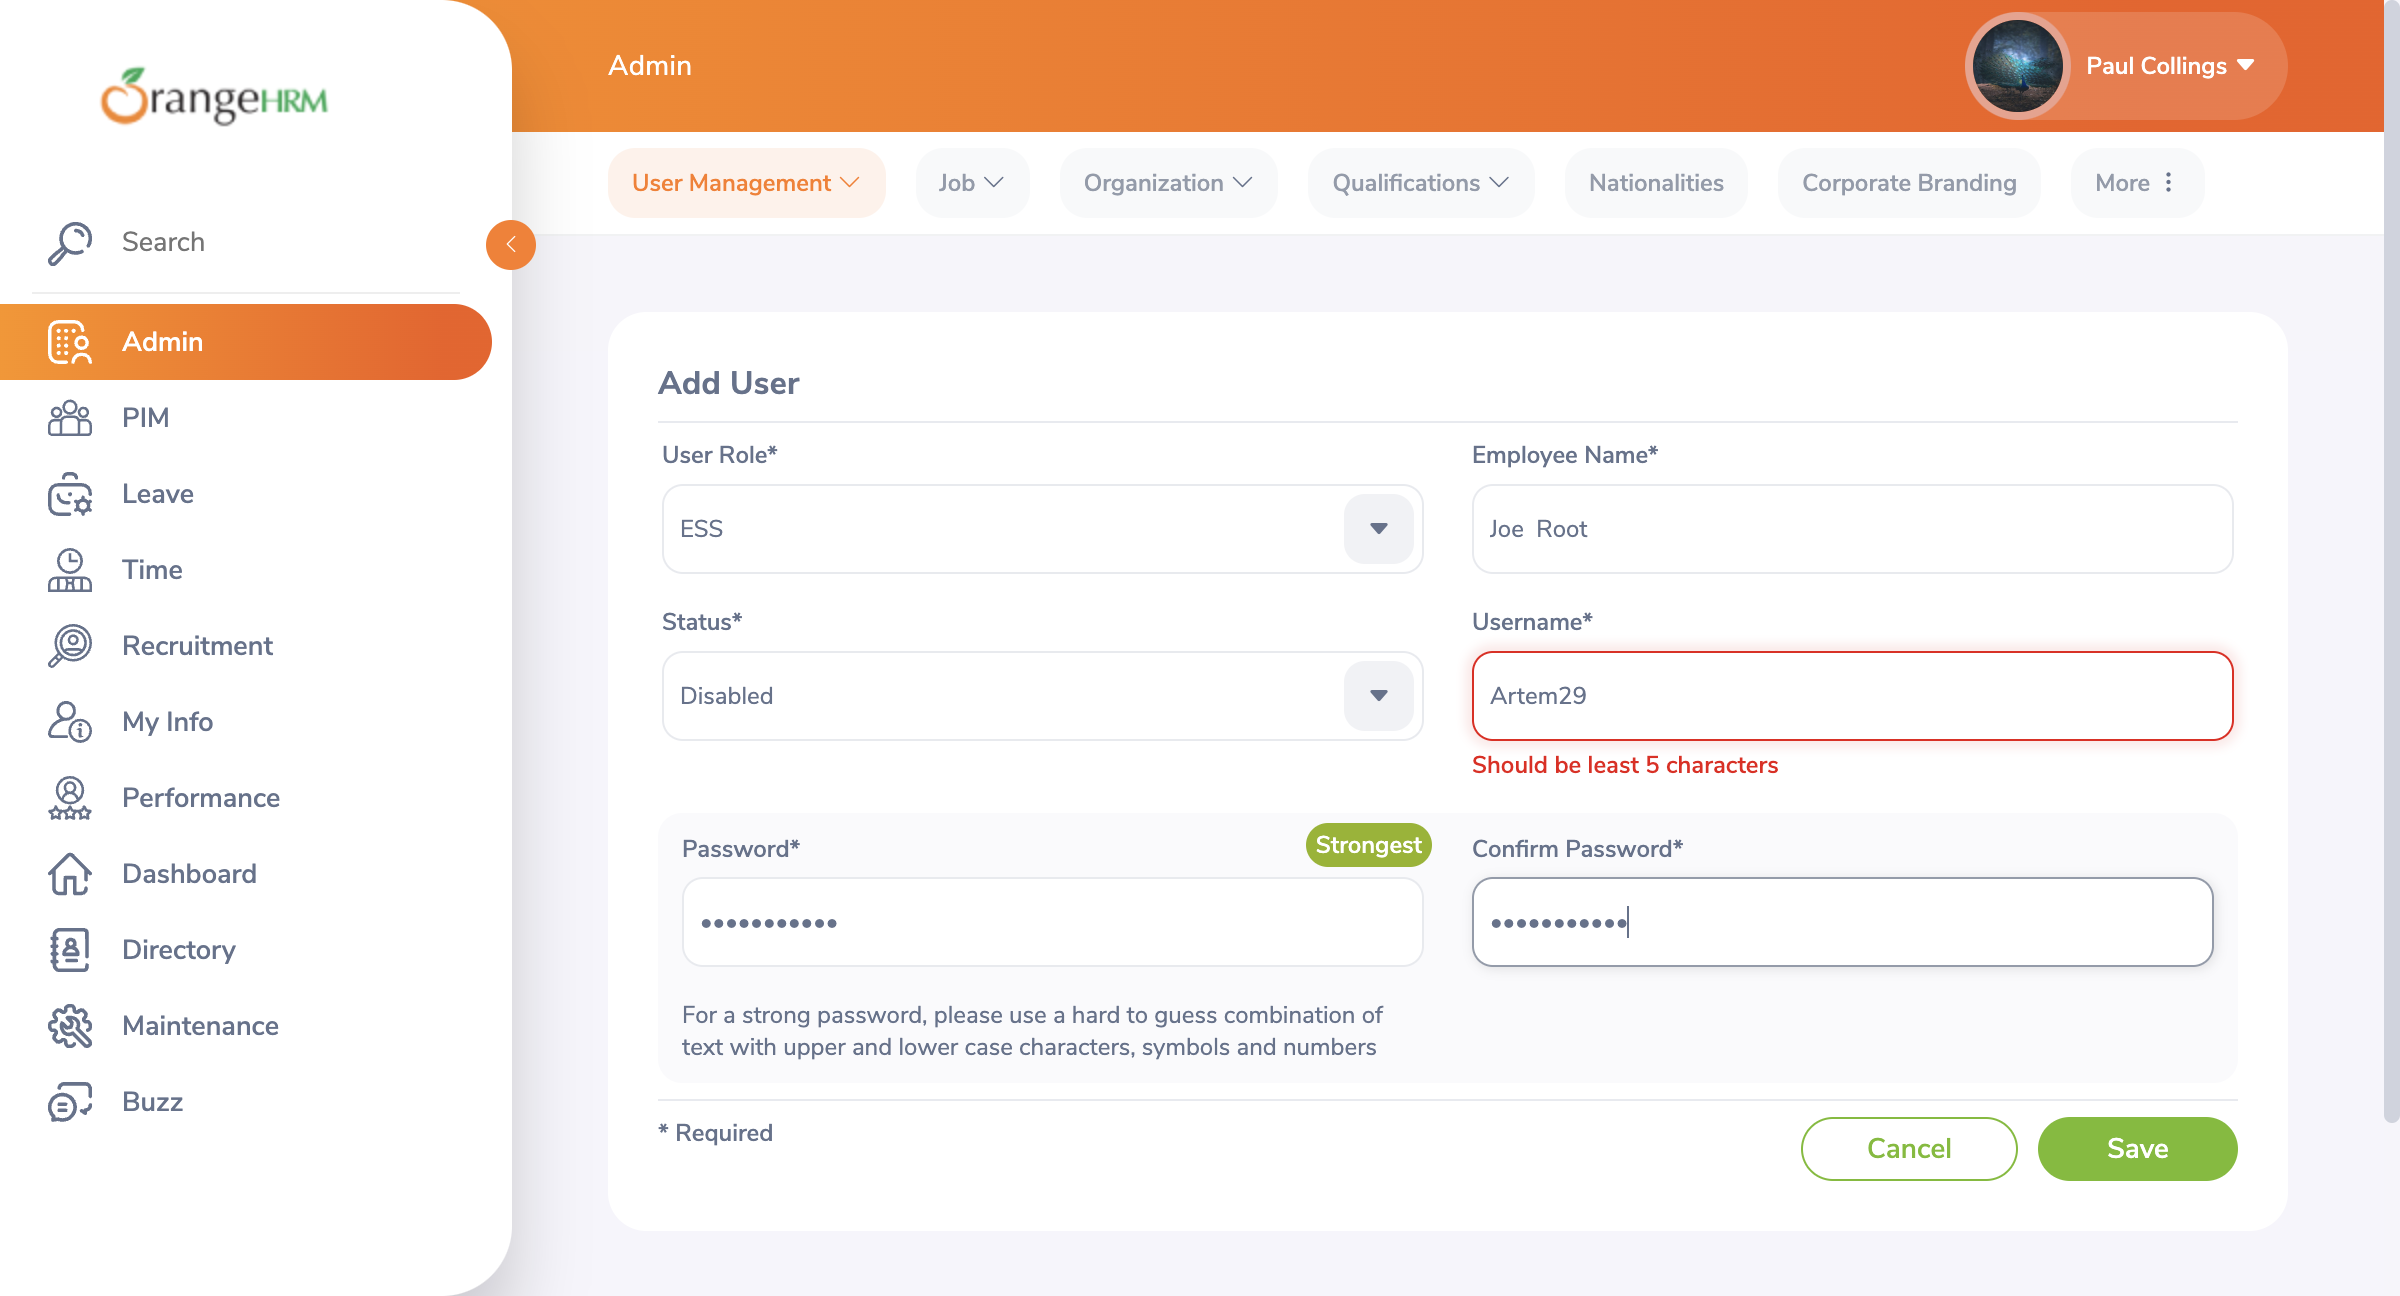 OrangeHRM
Admin
Paul Collings
User Management
Job
Organization
Qualifications
Nationalities
Corporate Branding
More
Search
Admin
PIM
Leave
Time
Recruitment
My Info
Performance
Dashboard
Directory
Maintenance
Buzz
Add User
User Role*
Employee Name*
ESS
Joe  Root
Status*
Username*
Disabled
Artem29
Should be least 5 characters
Password*
Strongest
Confirm Password*
•••••••••••
•••••••••••
For a strong password, please use a hard to guess combination of
text with upper and lower case characters, symbols and numbers
* Required
Cancel
Save